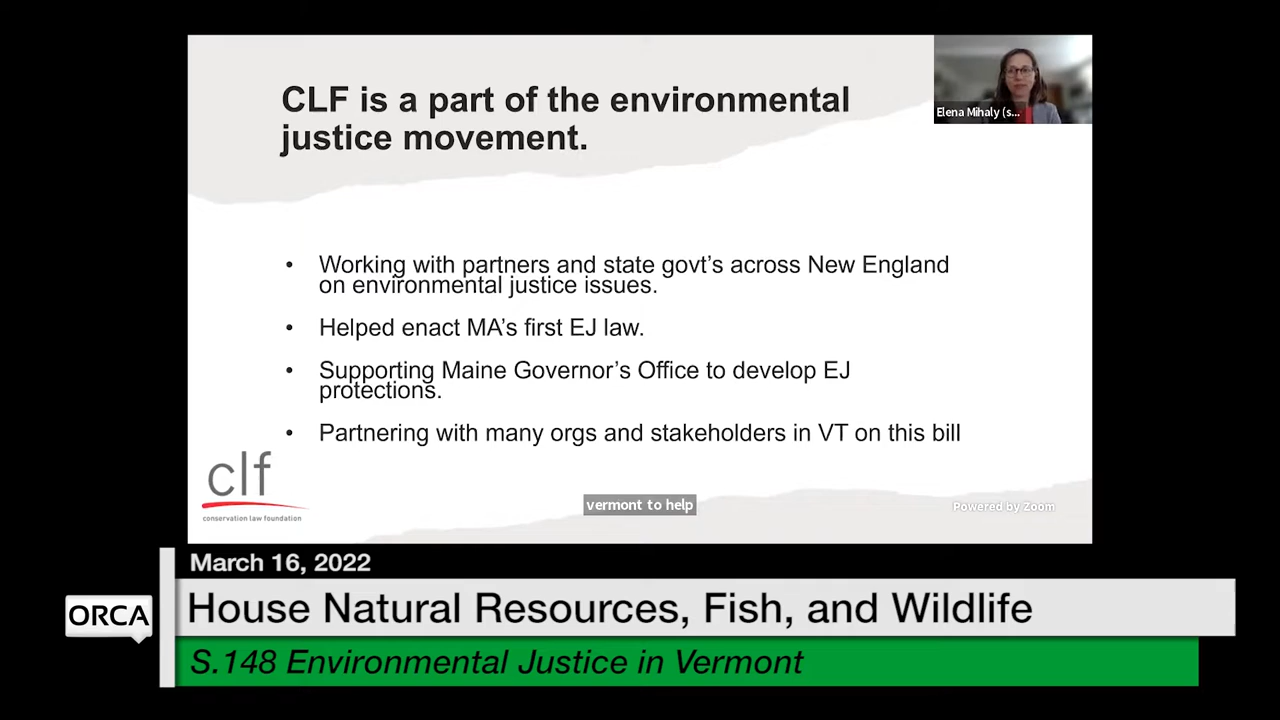 CLF is a part of the environmental
justice movement.
Elena Mihaly (s...
• Working with partners and state govt’s across New England
on environmental justice issues.
• Helped enact MA’s first EJ law.
• Supporting Maine Governor’s Office to develop EJ
protections.
• Partnering with many orgs and stakeholders in VT on this bill
clf
conservation law foundation
vermont to help
Powered by Zoom
March 16, 2022
ORCA
House Natural Resources, Fish, and Wildlife
S.148 Environmental Justice in Vermont